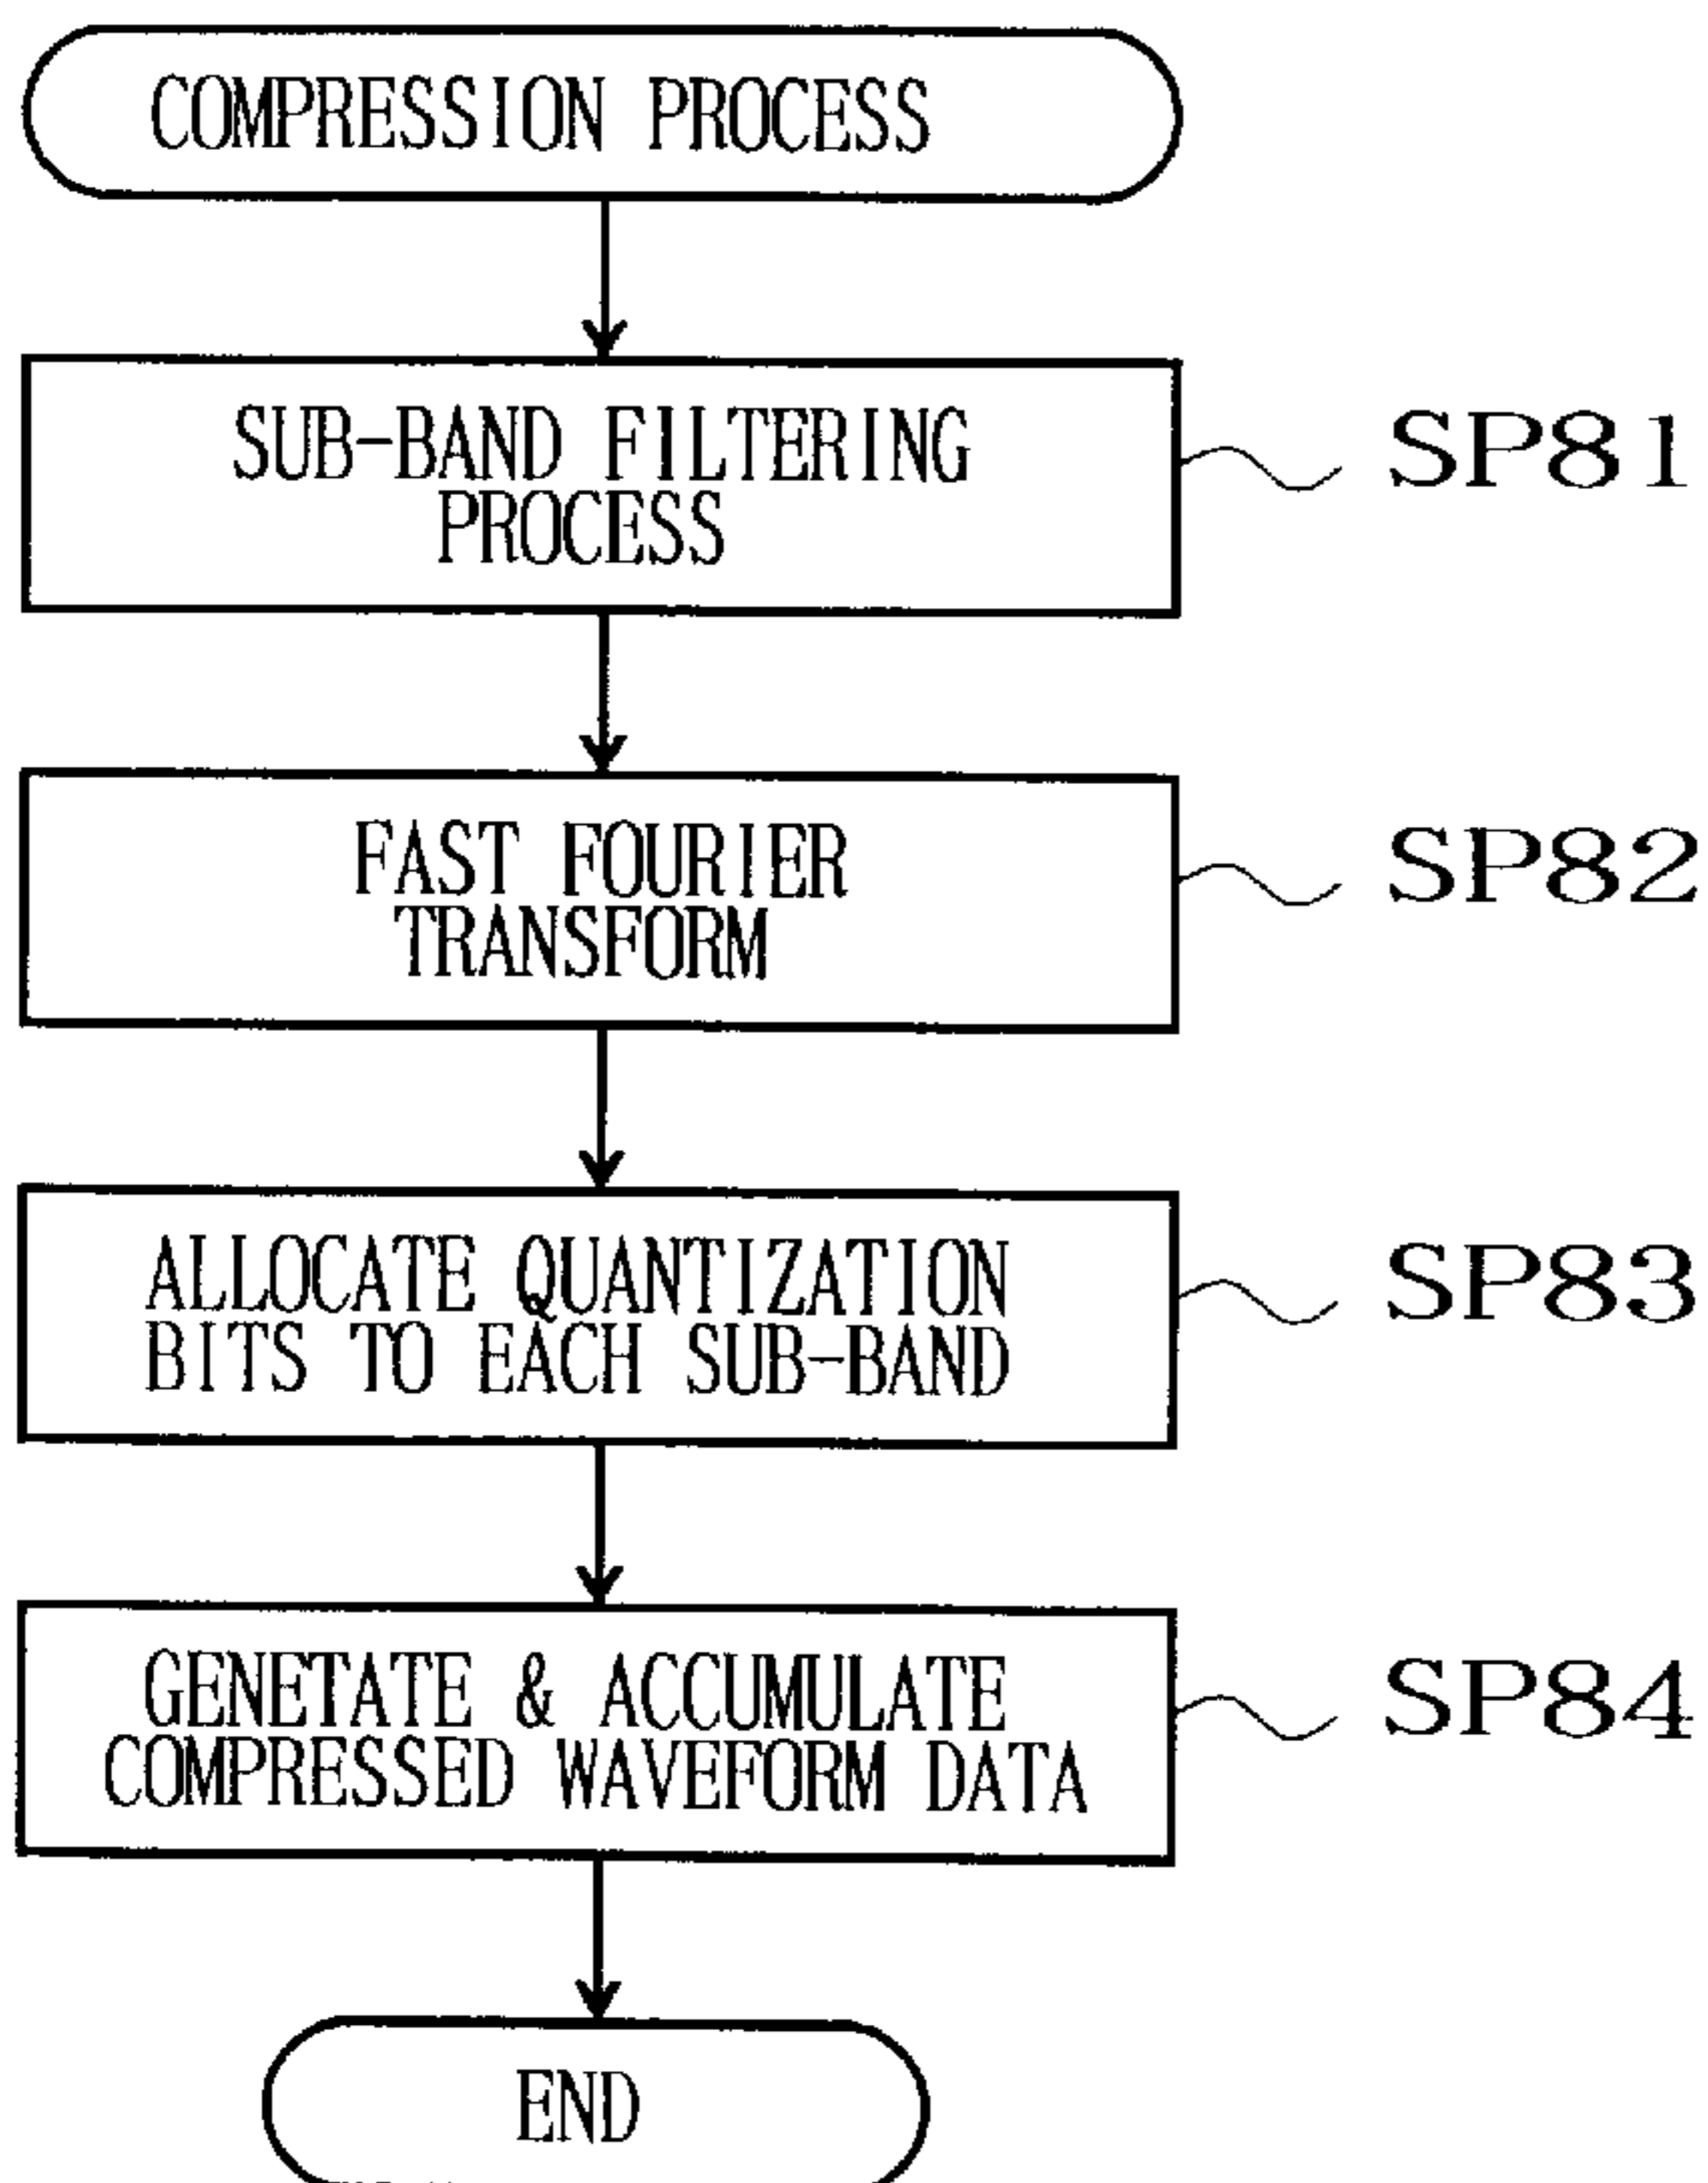 COMPRESSION PROCESS
SUB-BAND FILTERING
PROCESS
SP81
FAST FOURIER
TRANSFORM
SP82
ALLOCATE QUANTIZATION
BITS TO EACH SUB-BAND
SP83
GENETATE & ACCUMULATE
COMPRESSED WAVEFORM DATA
SP84
END